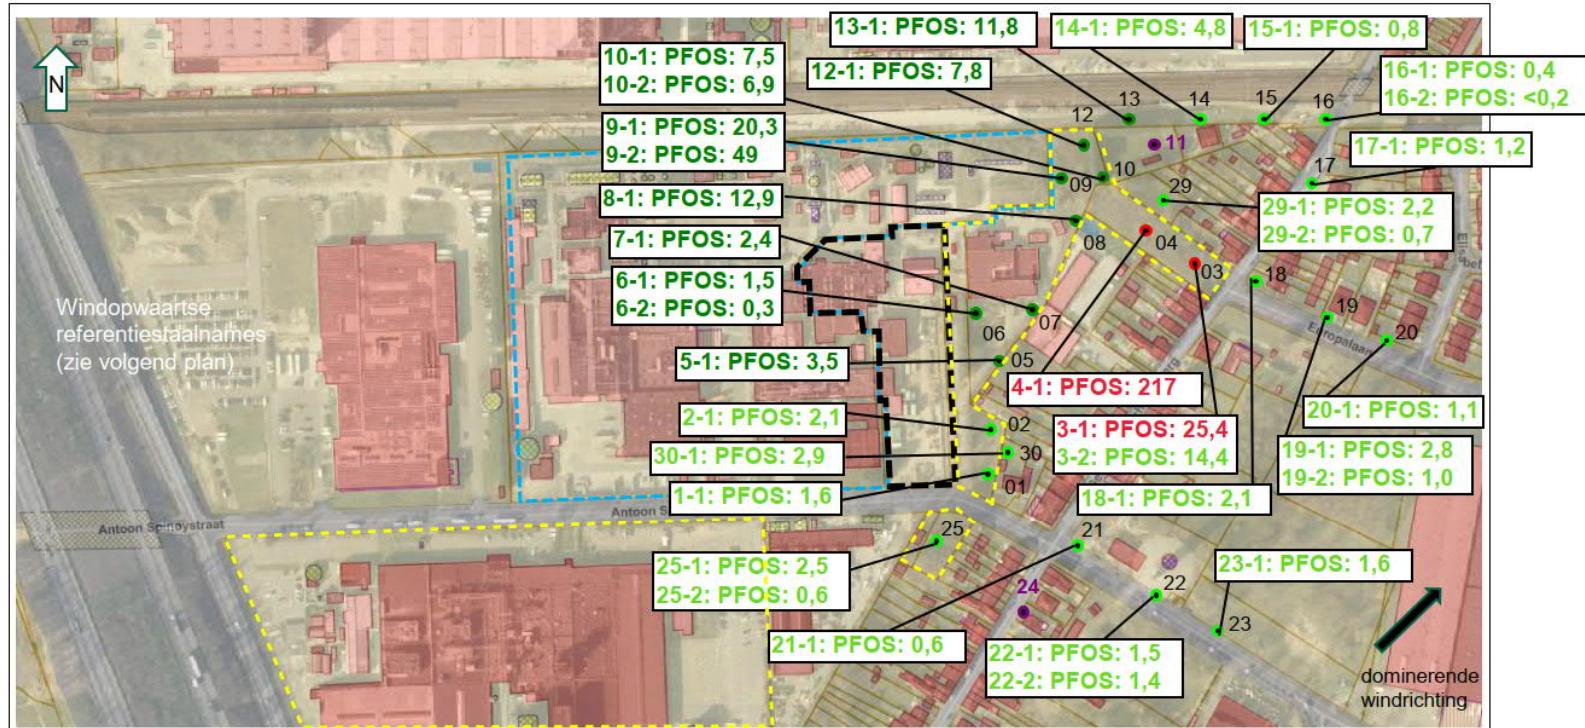 N
13-1: PFOS: 11,8
14-1: PFOS: 4,8
15-1: PFOS: 0,8
10-1: PFOS: 7,5
10-2: PFOS: 6,9
12-1: PFOS: 7,8
16-1: PFOS: 0,4
16-2: PFOS: <0,2
9-1: PFOS: 20,3
9-2: PFOS: 49
17-1: PFOS: 1,2
8-1: PFOS: 12,9
29-1: PFOS: 2,2
29-2: PFOS: 0,7
7-1: PFOS: 2,4
6-1: PFOS: 1,5
6-2: PFOS: 0,3
Windopwaartse
referentiestaalnames
(zie volgend plan)
5-1: PFOS: 3,5
4-1: PFOS: 217
2-1: PFOS: 2,1
3-1: PFOS: 25,4
3-2: PFOS: 14,4
20-1: PFOS: 1,1
30-1: PFOS: 2,9
19-1: PFOS: 2,8
19-2: PFOS: 1,0
1-1: PFOS: 1,6
18-1: PFOS: 2,1
Antoon Spinoystraat
Antoon S
25-1: PFOS: 2,5
25-2: PFOS: 0,6
23-1: PFOS: 1,6
21-1: PFOS: 0,6
22-1: PFOS: 1,5
22-2: PFOS: 1,4
dominerende
windrichting
12
13
14
15
16
11
17
09
10
29
08
04
03
18
19
20
Europalaan
06
07
05
02
30
01
25
21
22
23
24